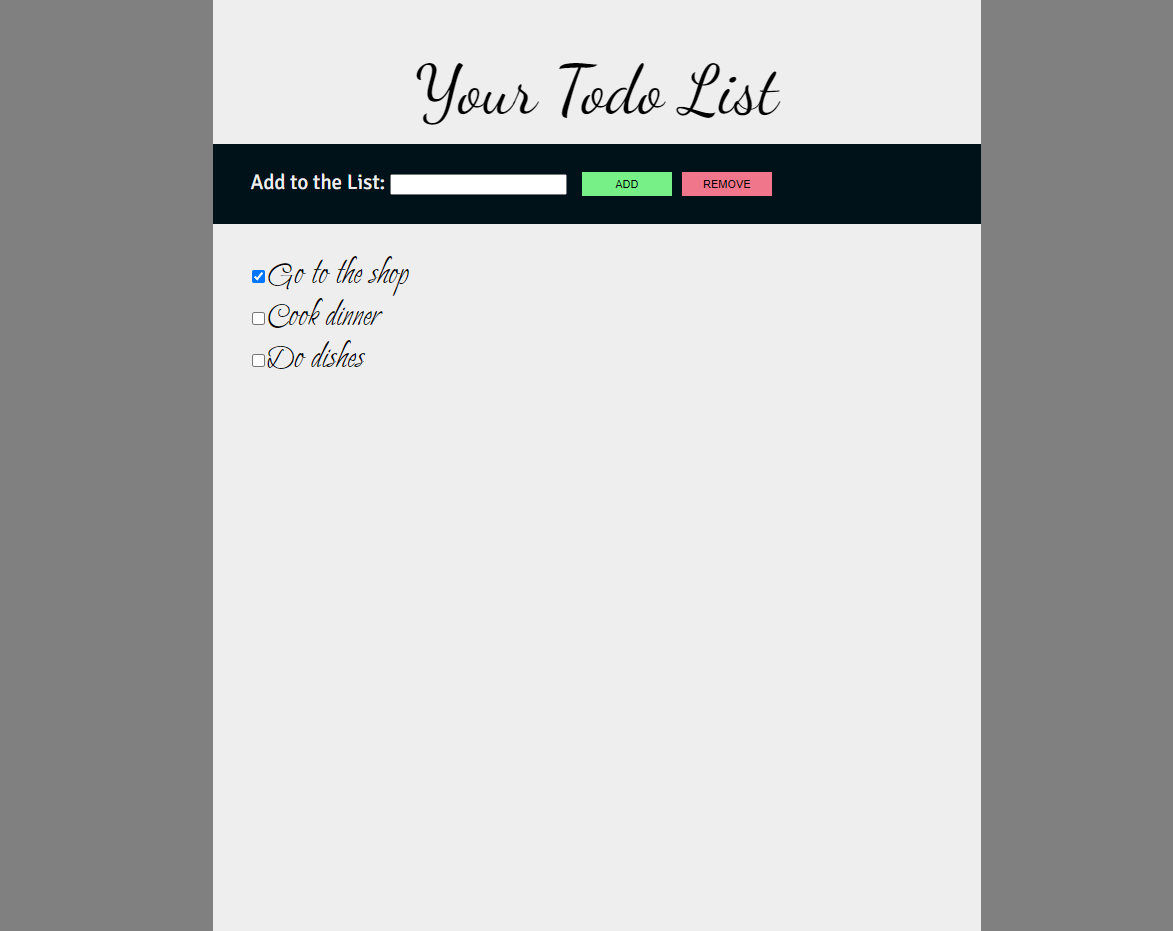 Your Todo List
Add to the List: ADD REMOVE
Go to the shop
Cook dinner
Do dishes